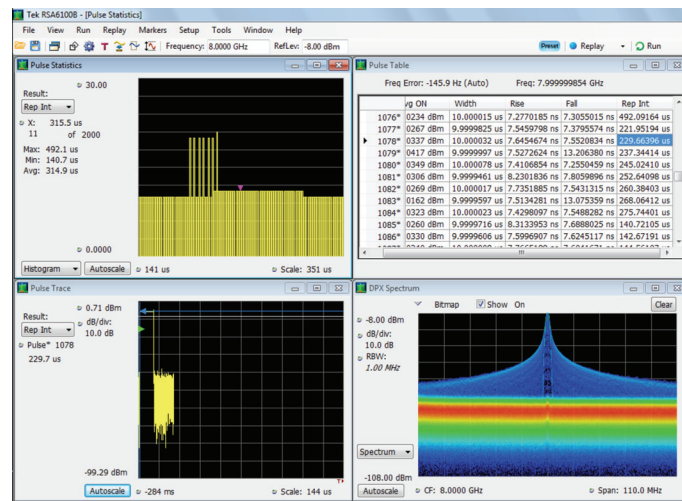 Tek RSA6100B - [Pulse Statistics]
File View Run Replay Markers Setup Tools Window Help
Frequency: 8.0000 GHz RefLev: -8.00 dBm Preset Replay Run
Pulse Statistics
Result:
Rep Int
X: 315.5 us
11 of 2000
Max: 492.1 us
Min: 140.7 us
Avg: 314.9 us
30.00
0.0000
Histogram Autoscale 141 us Scale: 351 us
Pulse Table
Freq Error: -145.9 Hz (Auto) Freq: 7.999999854 GHz
vg ON Width Rise Fall Rep Int
1076* 0234 dBm 10.000015 us 7.2770185 ns 7.3055015 ns 492.09164 us
1077* 0267 dBm 9.9999825 us 7.5459798 ns 7.3795574 ns 221.95194 us
1078* 0337 dBm 10.000032 us 7.6454674 ns 7.5520834 ns 229.66396 us
1079* 0417 dBm 9.9999997 us 7.5272624 ns 13.206380 ns 237.34414 us
1080* 0349 dBm 10.000078 us 7.4106854 ns 7.2550459 ns 245.02410 us
1081* 0306 dBm 9.9999461 us 8.2301836 ns 7.8059896 ns 252.64098 us
1082* 0269 dBm 10.000017 us 7.7351885 ns 7.5431315 ns 260.38403 us
1083* 0162 dBm 9.9999597 us 7.5134281 ns 13.075359 ns 268.06412 us
1084* 0323 dBm 10.000023 us 7.4298097 ns 7.5488282 ns 275.74401 us
1085* 0260 dBm 9.9999716 us 8.3133953 ns 7.6888025 ns 140.72105 us
1086* 0330 dBm 9.9999606 us 7.5996907 ns 7.6245117 ns 142.67191 us
Pulse Trace
Result:
Rep Int
Pulse* 1078
229.7 us
0.71 dBm
dB/div:
10.0 dB
-99.29 dBm
Autoscale -284 ms Scale: 144 us
DPX Spectrum
Bitmap Show On Clear
-8.00 dBm
dB/div:
10.0 dB
RBW:
1.00 MHz
Spectrum
-108.00 dBm
Autoscale CF: 8.0000 GHz Span: 110.0 MHz